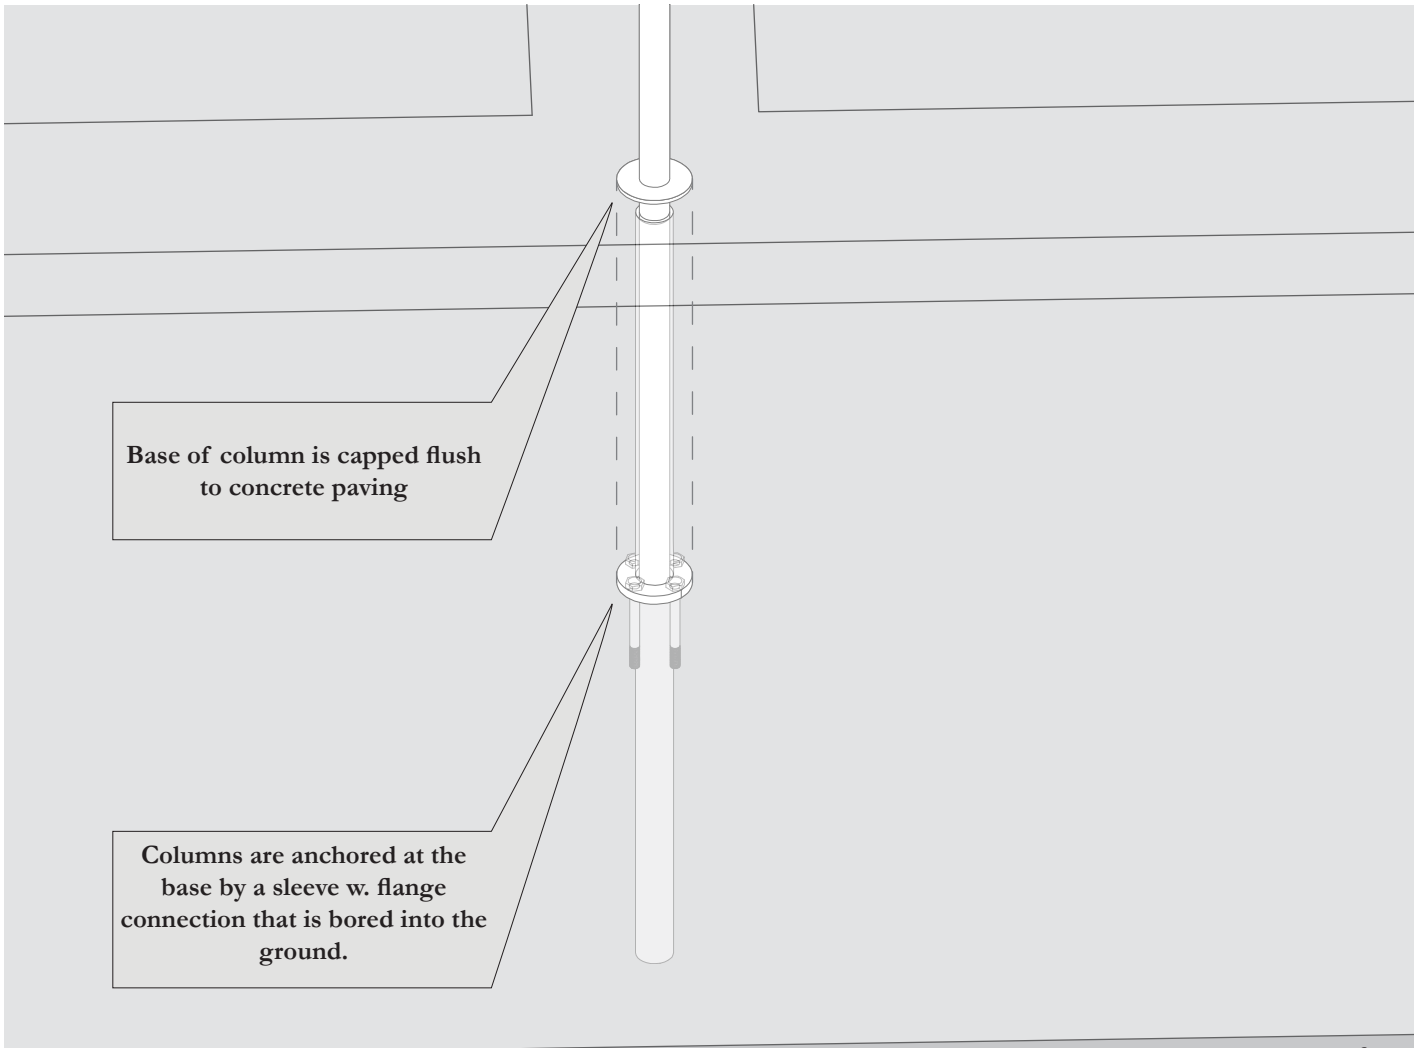 Base of column is capped flush
to concrete paving
Columns are anchored at the
base by a sleeve w. flange
connection that is bored into the
ground.